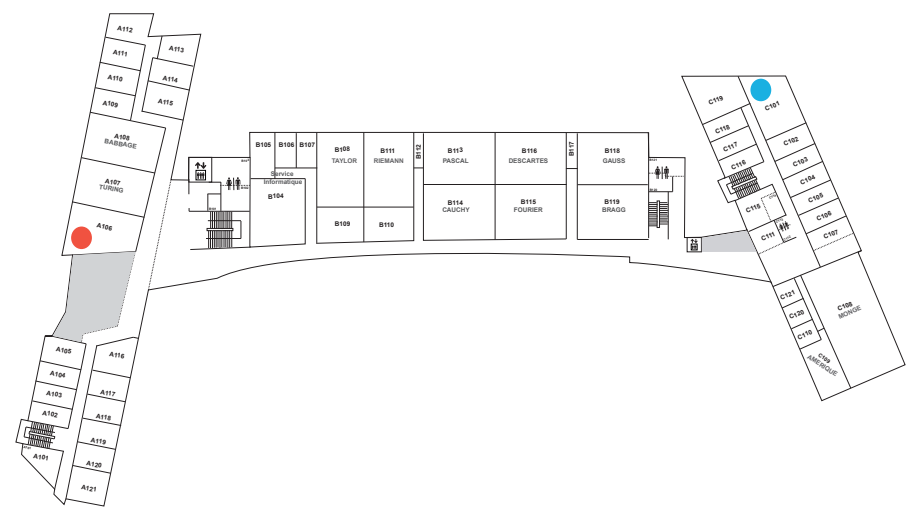 A112
A111
A110
A109
A113
A114
A115
A108
BABBAGE
A107
TURING
A106
A105
A104
A103
A102
A101
A116
A117
A118
A119
A120
A121
B105
B106
B107
Service
Informatique
B104
B108
TAYLOR
B111
RIEMANN
B109
B110
B112
B113
PASCAL
B114
CAUCHY
B116
DESCARTES
B115
FOURIER
B117
B118
GAUSS
B119
BRAGG
C119
C118
C117
C116
C115
C111
C101
C102
C103
C104
C105
C106
C107
C121
C120
C110
C108
MONGE
C109
AMERIQUE